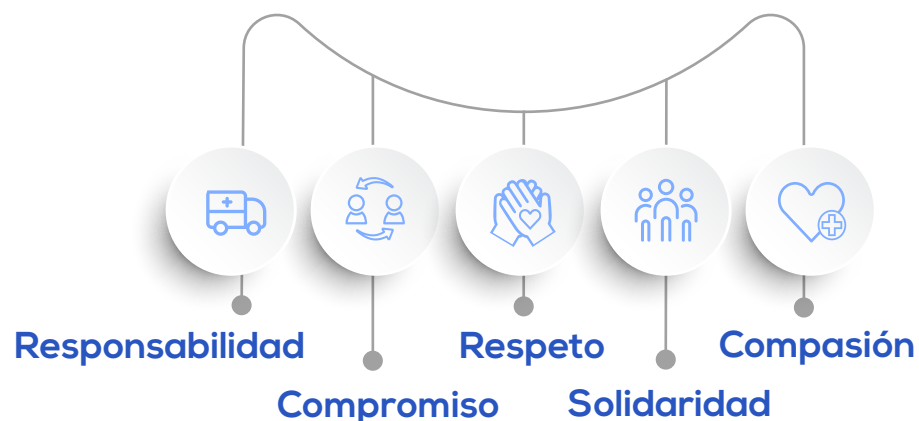 Responsabilidad
Compromiso
Respeto
Solidaridad
Compasión